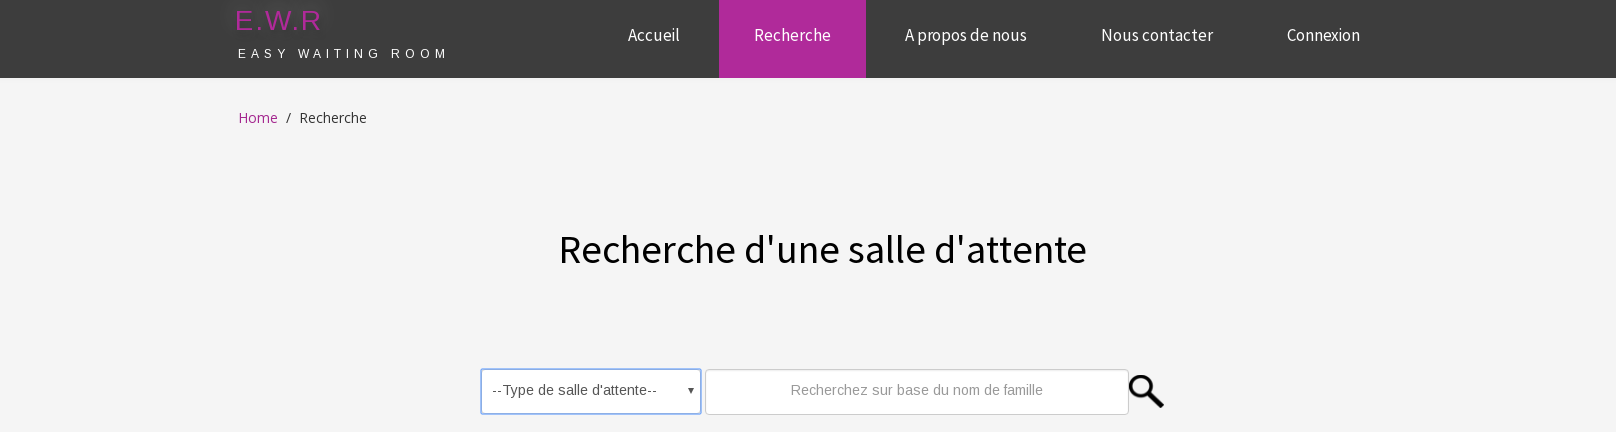 E.W.R
EASY WAITING ROOM
Accueil
Recherche
A propos de nous
Nous contacter
Connexion
Home / Recherche
Recherche d'une salle d'attente
--Type de salle d'attente--
Recherchez sur base du nom de famille